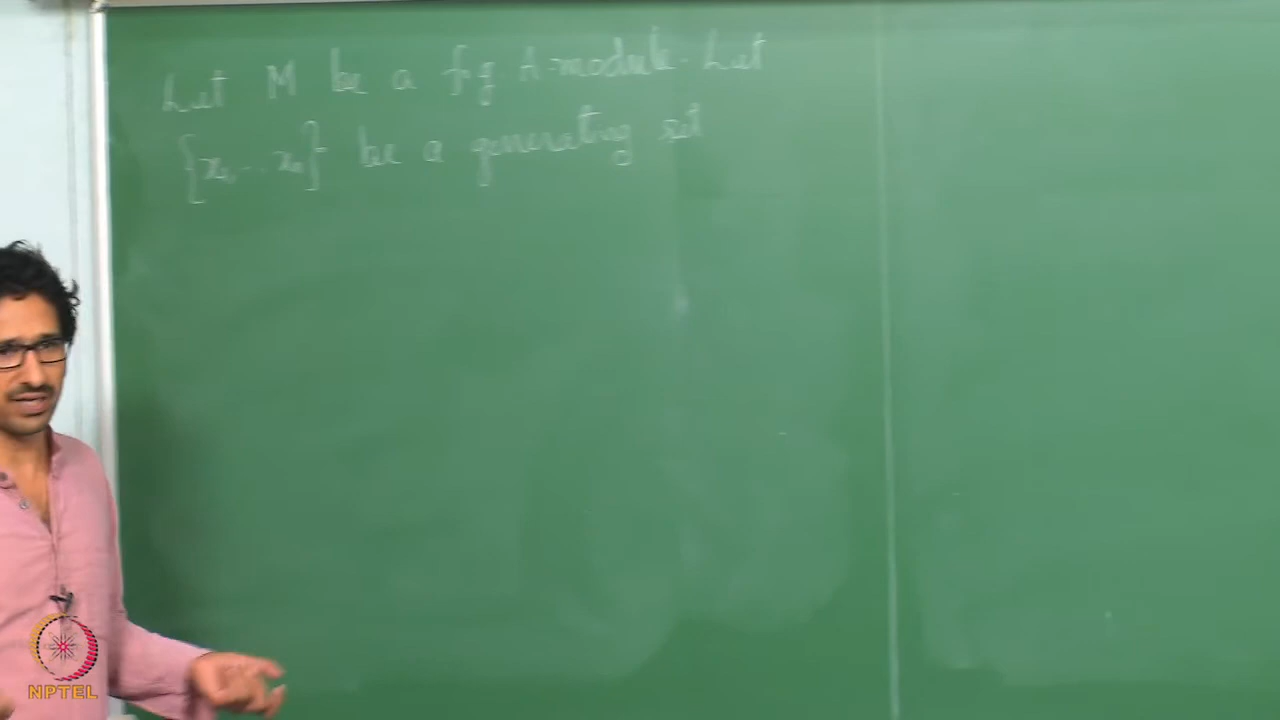 Let M be a f.g A-module. Let
{x₁,...xₙ} be a generating set
NPTEL